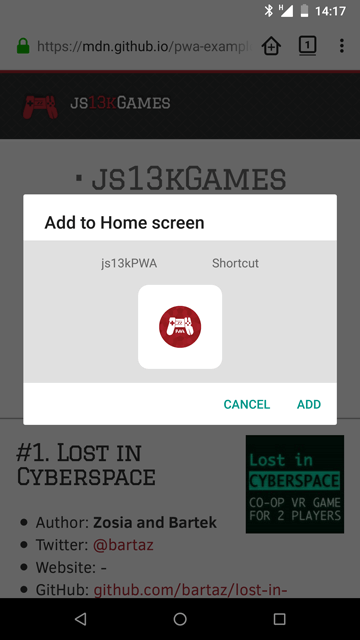 H 14:17
https://mdn.github.io/pwa-exampl 1
JS13KGAMES
· JS13KGAMES
Add to Home screen
js13kPWA Shortcut
CANCEL ADD
#1. LOST IN
CYBERSPACE
Lost in
CYBERSPACE
CO-OP VR GAME
FOR 2 PLAYERS
• Author: Zosia and Bartek
• Twitter: @bartaz
• Website: -
• GitHub: github.com/bartaz/lost-in-